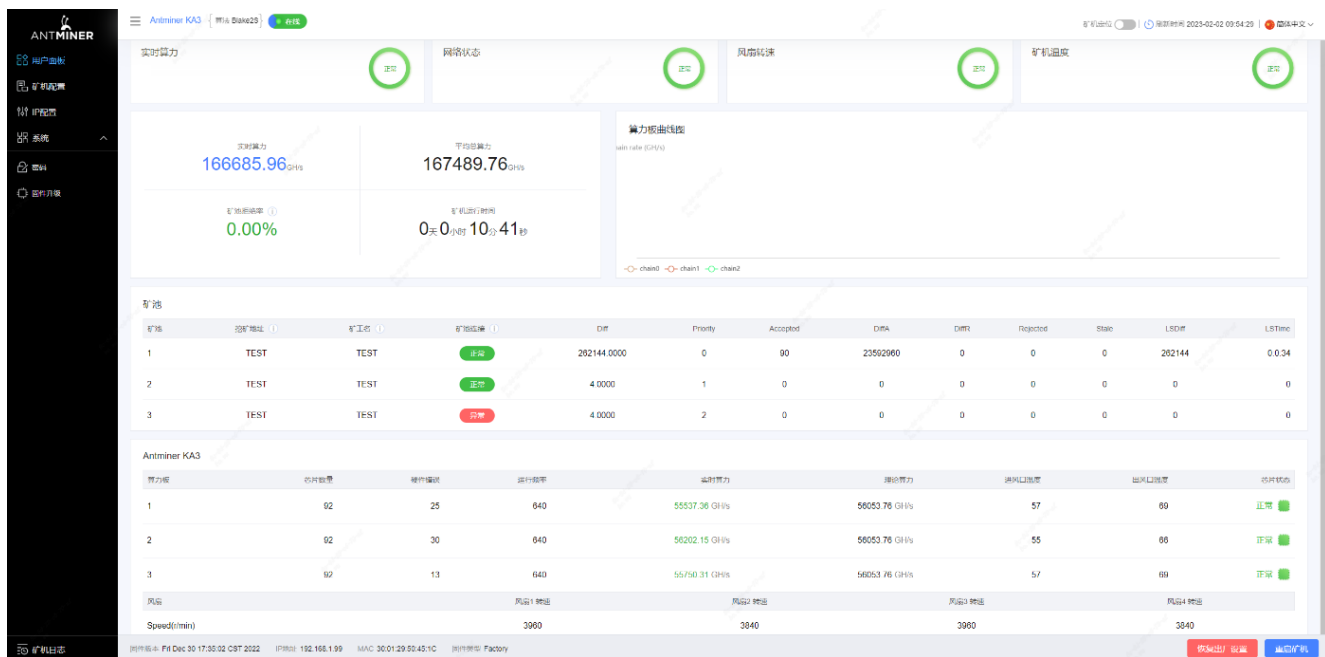 ANTMINER
Antminer KA3 { 算法 Blake2S } 在线
矿机定位 刷新时间 2023-02-02 09:54:29 简体中文
用户面板
矿机配置
IP配置
系统
密码
固件升级
矿机日志
实时算力 正常 网络状态 正常 风扇转速 正常 矿机温度 正常
实时算力 平均总算力
166685.96GH/s 167489.76GH/s
矿池拒绝率 矿机运行时间
0.00% 0天0小时10分41秒
算力板曲线图
ain rate (GH/s)
chain0 chain1 chain2
矿池
矿池 挖矿地址 矿工名 矿池连接 Diff Priority Accepted DiffA DiffR Rejected Stale LSDiff LSTime
1 TEST TEST 正常 262144.0000 0 90 23592960 0 0 0 262144 0:0:34
2 TEST TEST 正常 4.0000 1 0 0 0 0 0 0 0
3 TEST TEST 异常 4.0000 2 0 0 0 0 0 0 0
Antminer KA3
算力板 芯片数量 硬件错误 运行频率 实时算力 理论算力 进风口温度 出风口温度 芯片状态
1 92 25 640 55537.36 GH/s 56053.76 GH/s 57 69 正常
2 92 30 640 56202.15 GH/s 56053.76 GH/s 55 66 正常
3 92 13 640 55750.31 GH/s 56053.76 GH/s 57 69 正常
风扇 风扇1 转速 风扇2 转速 风扇3 转速 风扇4 转速
Speed(r/min) 3960 3840 3960 3840
固件版本 Fri Dec 30 17:35:02 CST 2022 IP地址 192.168.1.99 MAC 30:01:29:50:45:1C 固件类型 Factory
恢复出厂设置 重启矿机